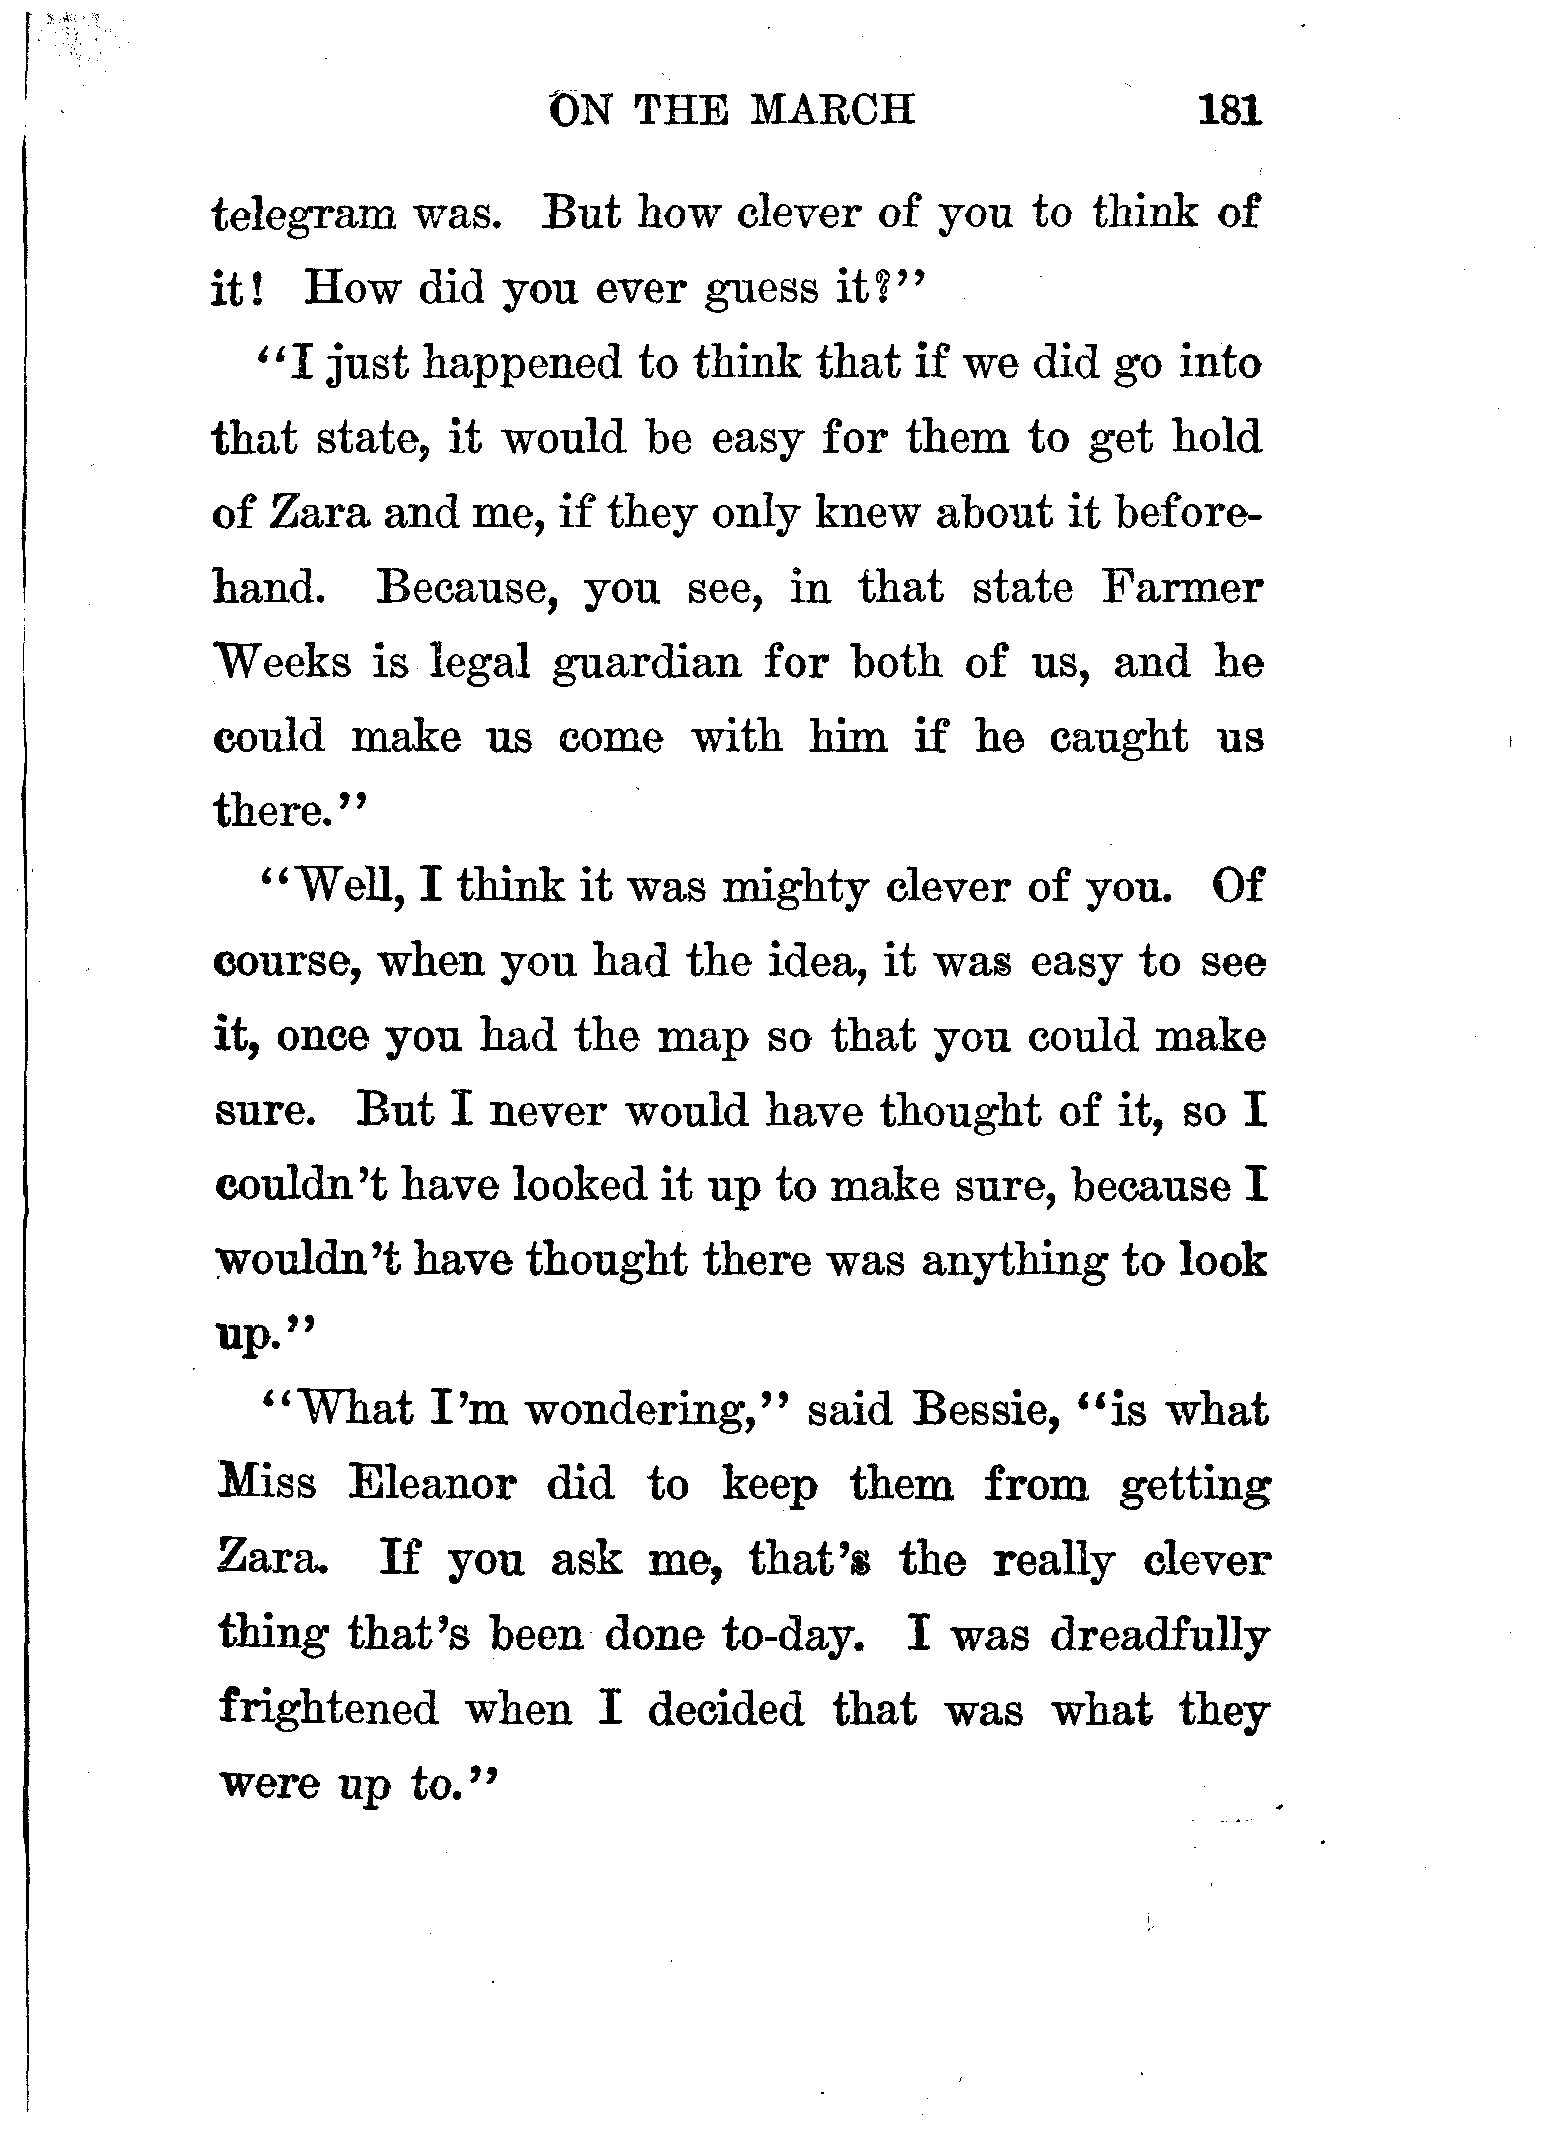 ON THE MARCH 181
telegram was. But how clever of you to think of
it! How did you ever guess it?"
"I just happened to think that if we did go into
that state, it would be easy for them to get hold
of Zara and me, if they only knew about it before-
hand. Because, you see, in that state Farmer
Weeks is legal guardian for both of us, and he
could make us come with him if he caught us
there."
"Well, I think it was mighty clever of you. Of
course, when you had the idea, it was easy to see
it, once you had the map so that you could make
sure. But I never would have thought of it, so I
couldn't have looked it up to make sure, because I
wouldn't have thought there was anything to look
up."
"What I'm wondering," said Bessie, "is what
Miss Eleanor did to keep them from getting
Zara. If you ask me, that's the really clever
thing that's been done to-day. I was dreadfully
frightened when I decided that was what they
were up to."